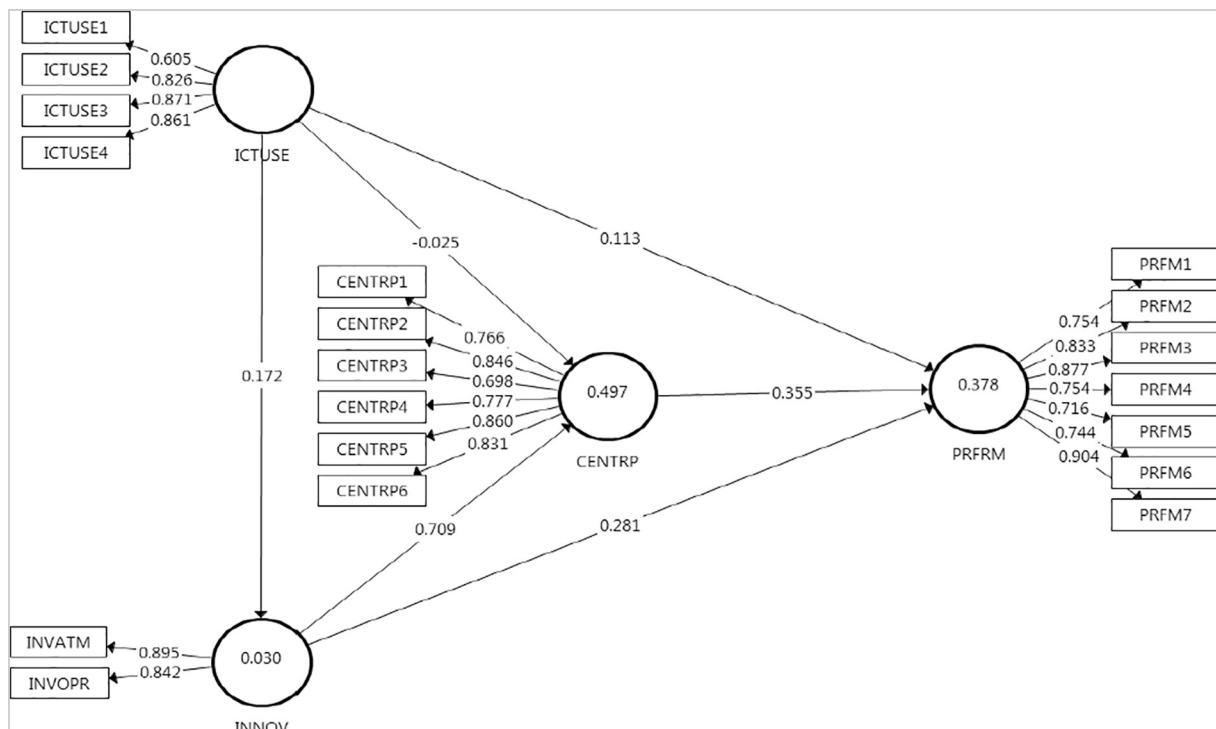 ICTUSE1
0.605
ICTUSE2
0.826
ICTUSE3
0.871
ICTUSE4
0.861
ICTUSE
-0.025
0.113
0.172
CENTRP1
0.766
CENTRP2
0.846
CENTRP3
0.698
CENTRP4
0.777
CENTRP5
0.860
CENTRP6
0.831
0.497
CENTRP
0.355
0.378
PRFRM
PRFM1
0.754
PRFM2
0.833
PRFM3
0.877
PRFM4
0.754
PRFM5
0.716
PRFM6
0.744
PRFM7
0.904
0.709
0.281
INVATM
0.895
INVOPR
0.842
0.030
INNOV